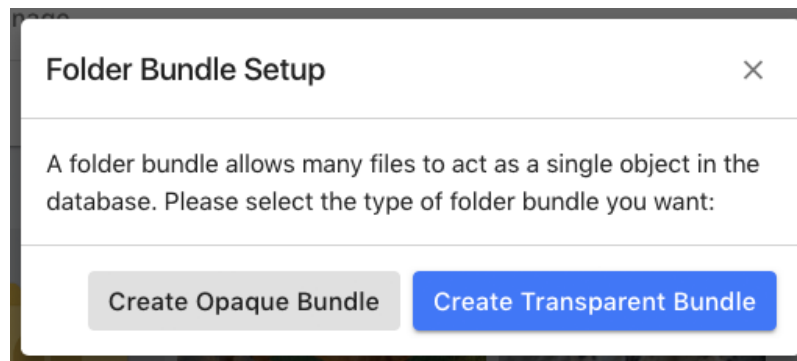 Folder Bundle Setup
A folder bundle allows many files to act as a single object in the
database. Please select the type of folder bundle you want:
Create Opaque Bundle Create Transparent Bundle